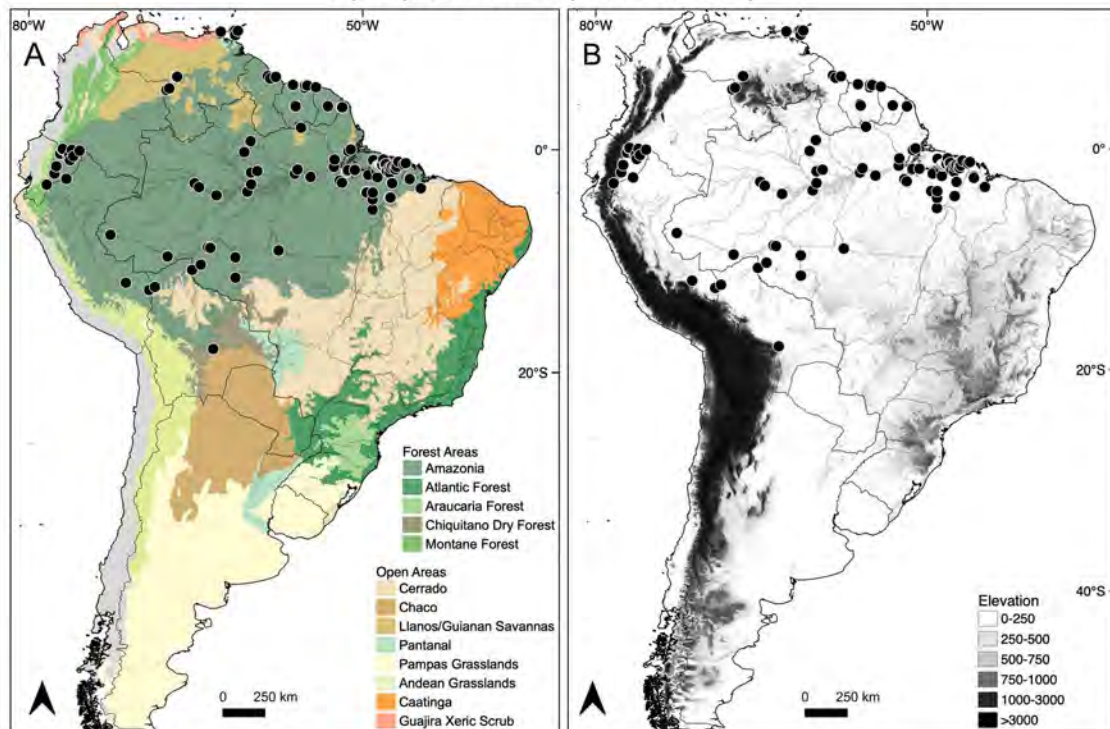 80°W
50°W
80°W
50°W
A
B
0°
0°
20°S
20°S
40°S
Forest Areas
Amazonia
Atlantic Forest
Araucaria Forest
Chiquitano Dry Forest
Montane Forest
Open Areas
Cerrado
Chaco
Llanos/Guianan Savannas
Pantanal
Pampas Grasslands
Andean Grasslands
Caatinga
Guajira Xeric Scrub
0 250 km
Elevation
0-250
250-500
500-750
750-1000
1000-3000
>3000
0 250 km